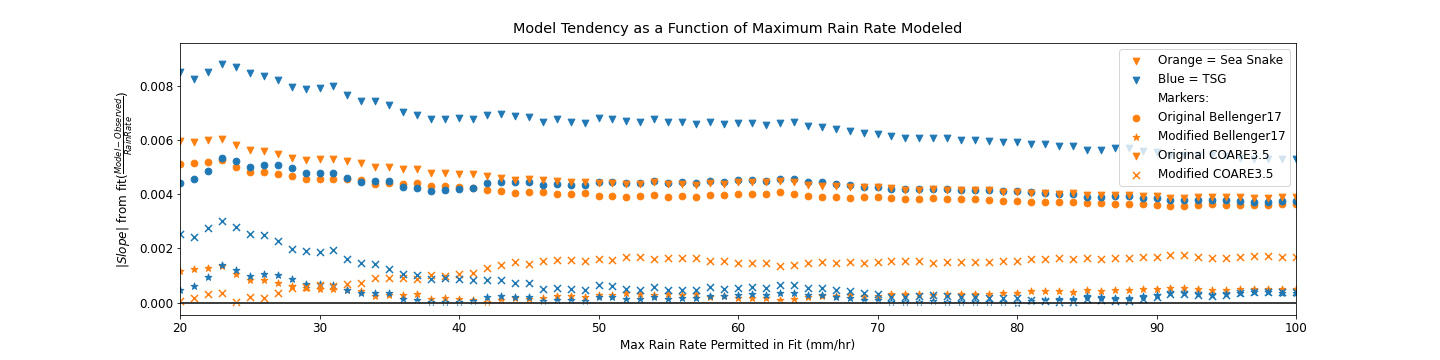 Model Tendency as a Function of Maximum Rain Rate Modeled
|Slope| from fit(Model−Observed/RainRate)
0.008
0.006
0.004
0.002
0.000
Orange = Sea Snake
Blue = TSG
Markers:
Original Bellenger17
Modified Bellenger17
Original COARE3.5
Modified COARE3.5
20 30 40 50 60 70 80 90 100
Max Rain Rate Permitted in Fit (mm/hr)